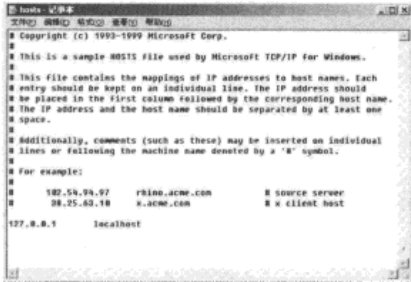 hosts - 记事本
文件(F) 编辑(E) 格式(O) 查看(V) 帮助(H)
# Copyright (c) 1993-1999 Microsoft Corp.
#
# This is a sample HOSTS file used by Microsoft TCP/IP for Windows.
#
# This file contains the mappings of IP addresses to host names. Each
# entry should be kept on an individual line. The IP address should
# be placed in the first column followed by the corresponding host name.
# The IP address and the host name should be separated by at least one
# space.
#
# Additionally, comments (such as these) may be inserted on individual
# lines or following the machine name denoted by a '#' symbol.
#
# For example:
#
# 102.54.94.97 rhino.acme.com # source server
# 38.25.63.10 x.acme.com # x client host
127.0.0.1 localhost